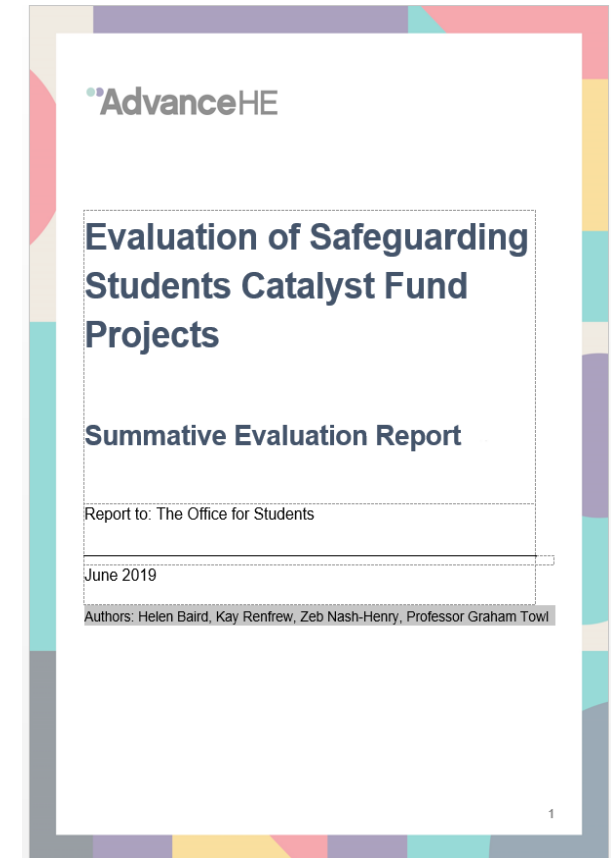 AdvanceHE
Evaluation of Safeguarding
Students Catalyst Fund
Projects
Summative Evaluation Report
Report to: The Office for Students
June 2019
Authors: Helen Baird, Kay Renfrew, Zeb Nash-Henry, Professor Graham Towl
1